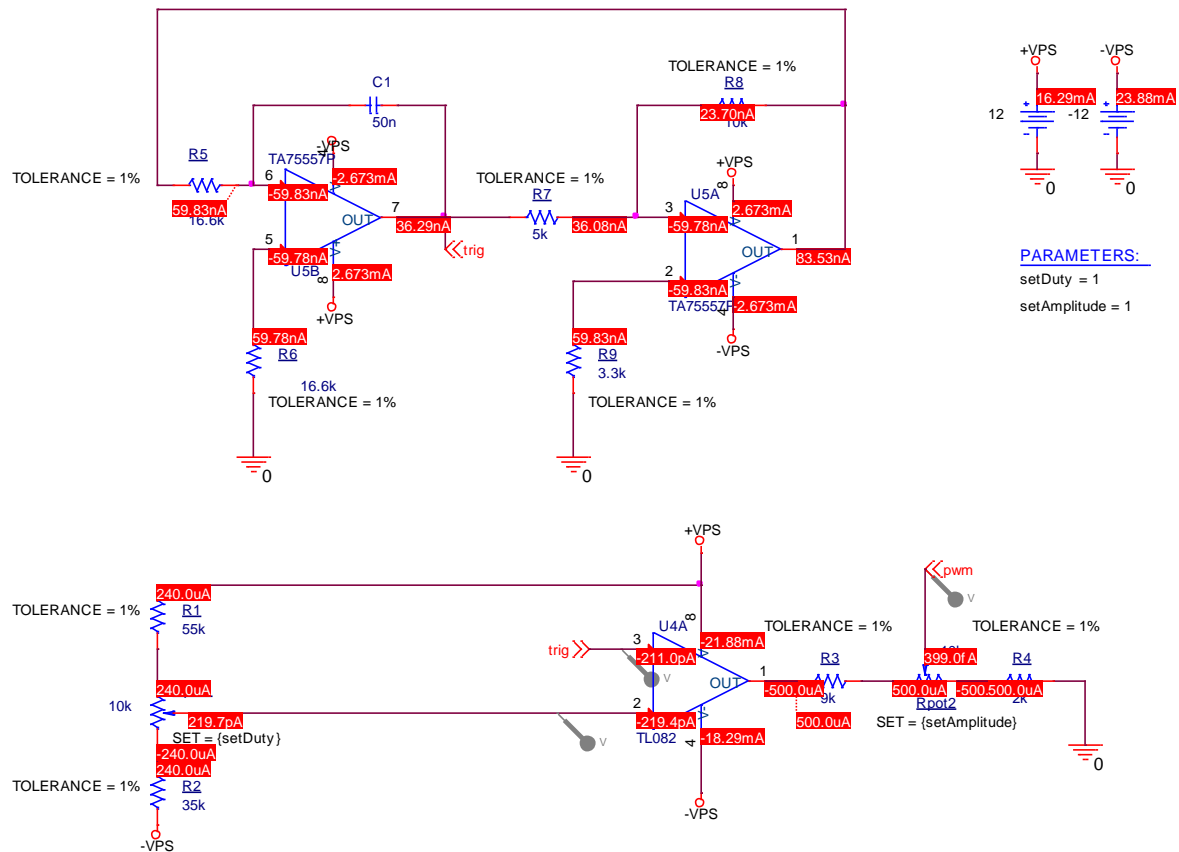 TOLERANCE = 1%
R8
23.70nA
10k
C1
50n
+VPS
-VPS
16.29mA
23.88mA
12
-12
0
0
R5
TOLERANCE = 1%
59.83nA
16.6k
TA75557P
-VPS
4
-2.673mA
6
-59.83nA
5
-59.78nA
OUT
7
36.29nA
V+
U5B
2.673mA
8
+VPS
trig
TOLERANCE = 1%
R7
5k
36.08nA
+VPS
8
U5A
2.673mA
3
-59.78nA
2
-59.83nA
OUT
1
83.53nA
V-
TA75557P
-2.673mA
4
-VPS
PARAMETERS:
setDuty = 1
setAmplitude = 1
59.78nA
R6
16.6k
TOLERANCE = 1%
0
59.83nA
R9
3.3k
TOLERANCE = 1%
0
+VPS
240.0uA
TOLERANCE = 1%
R1
55k
240.0uA
10k
219.7pA
SET = {setDuty}
-240.0uA
240.0uA
TOLERANCE = 1%
R2
35k
-VPS
trig
U4A
8
-21.88mA
3
-211.0pA
V
2
-219.4pA
V
OUT
1
V-
TL082
4
-18.29mA
-VPS
-500.0uA
500.0uA
TOLERANCE = 1%
R3
9k
pwm
V
399.0fA
500.0uA
Rpot2
SET = {setAmplitude}
TOLERANCE = 1%
R4
-500.
500.0uA
2k
0